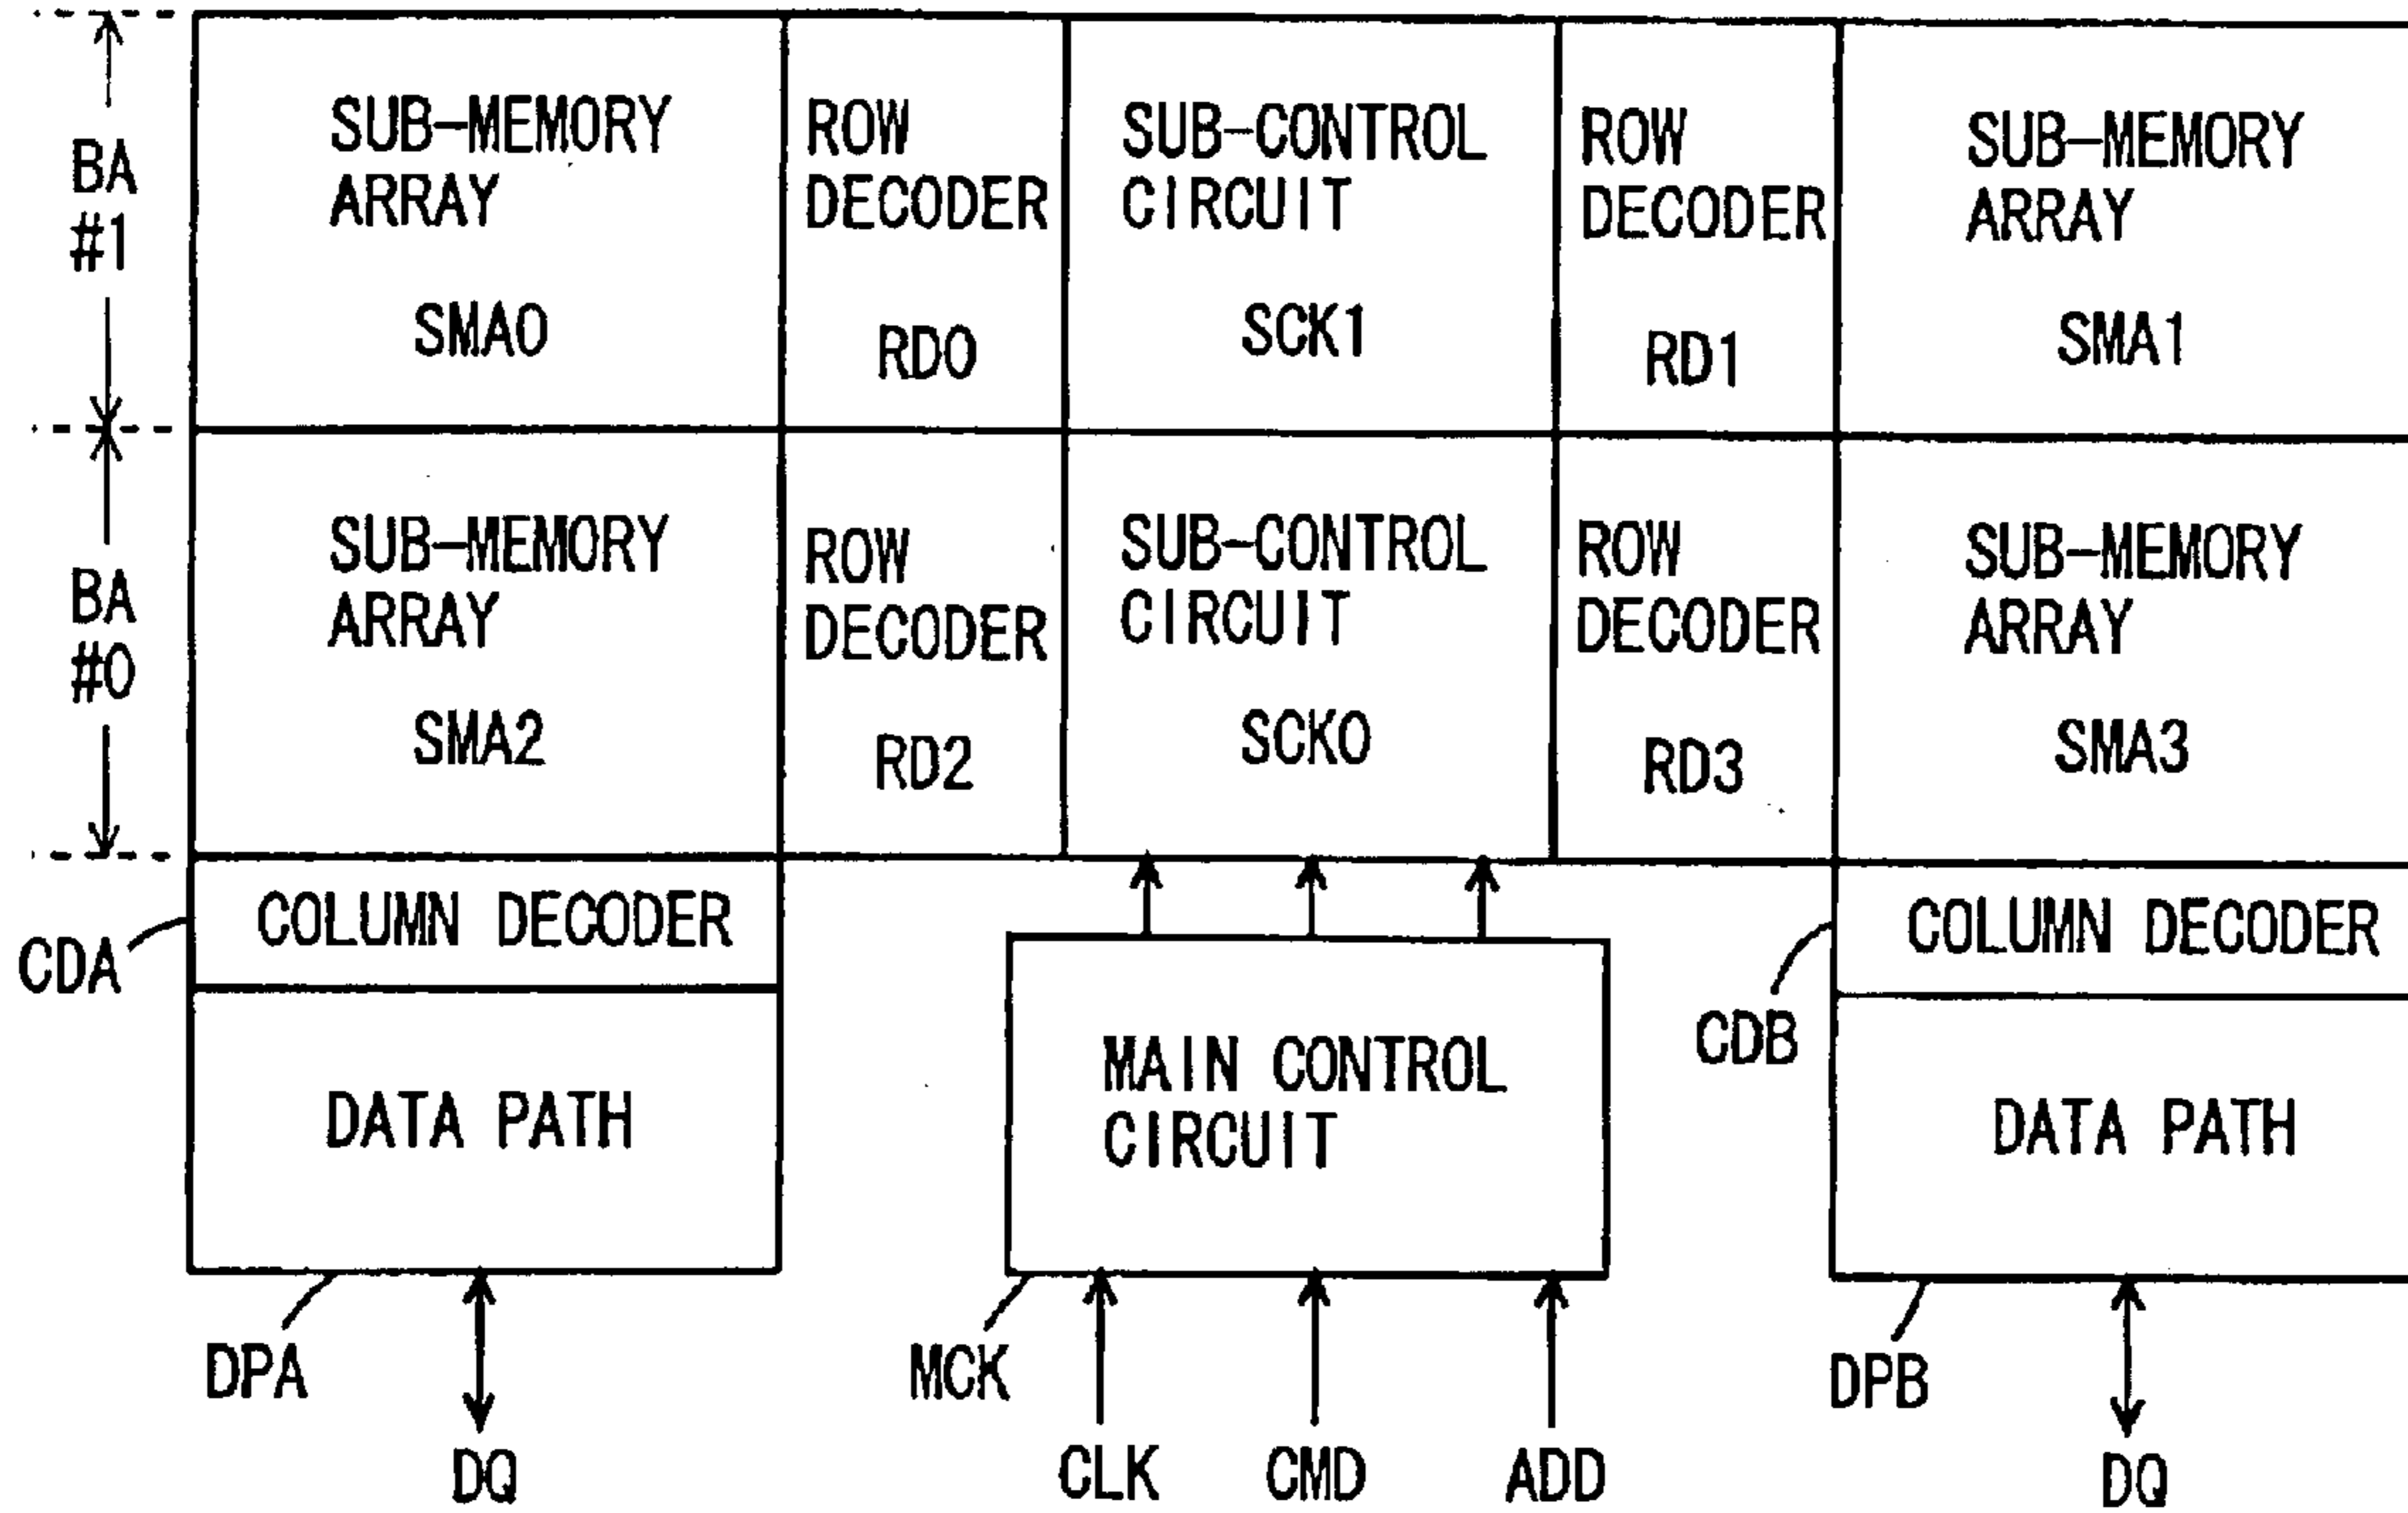 BA
#1
SUB-MEMORY
ARRAY
SMA0
ROW
DECODER
RD0
SUB-CONTROL
CIRCUIT
SCK1
ROW
DECODER
RD1
SUB-MEMORY
ARRAY
SMA1
BA
#0
SUB-MEMORY
ARRAY
SMA2
ROW
DECODER
RD2
SUB-CONTROL
CIRCUIT
SCK0
ROW
DECODER
RD3
SUB-MEMORY
ARRAY
SMA3
CDA
COLUMN DECODER
CDB
COLUMN DECODER
DATA PATH
MAIN CONTROL
CIRCUIT
DATA PATH
DPA
DQ
MCK
CLK
CMD
ADD
DPB
DQ